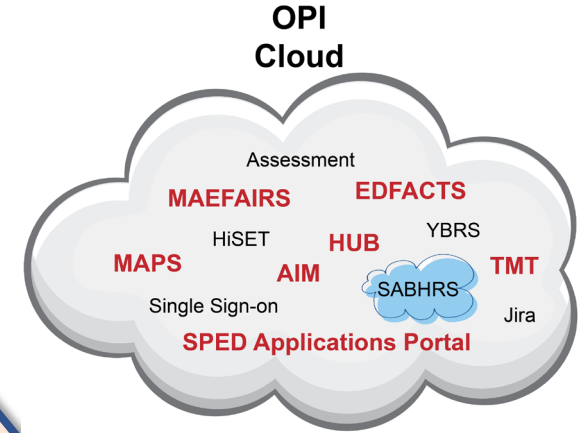 OPI
Cloud
Assessment
MAEFAIRS
EDFACTS
HiSET
HUB
YBRS
MAPS
AIM
TMT
SABHRS
Single Sign-on
Jira
SPED Applications Portal